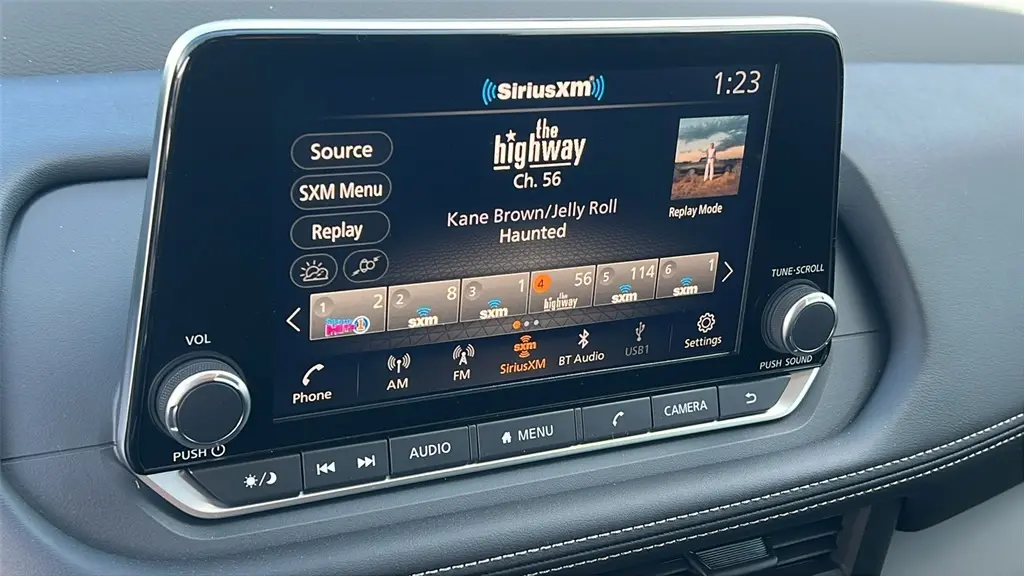 SiriusXM
1:23
the
highway
Ch. 56
Source
SXM Menu
Replay
Kane Brown/Jelly Roll
Haunted
Replay Mode
1 2
2 8 sxm
3 1 sxm
4 56 the highway
5 114 sxm
6 1 sxm
Phone
AM
FM
sxm
SiriusXM
BT Audio
USB1
Settings
VOL
PUSH
TUNE·SCROLL
PUSH SOUND
AUDIO
MENU
CAMERA